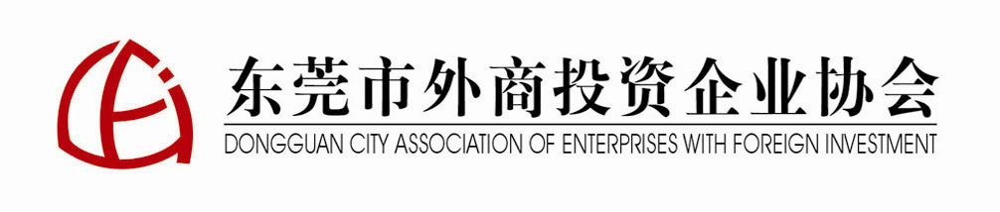 东莞市外商投资企业协会
DONGGUAN CITY ASSOCIATION OF ENTERPRISES WITH FOREIGN INVESTMENT